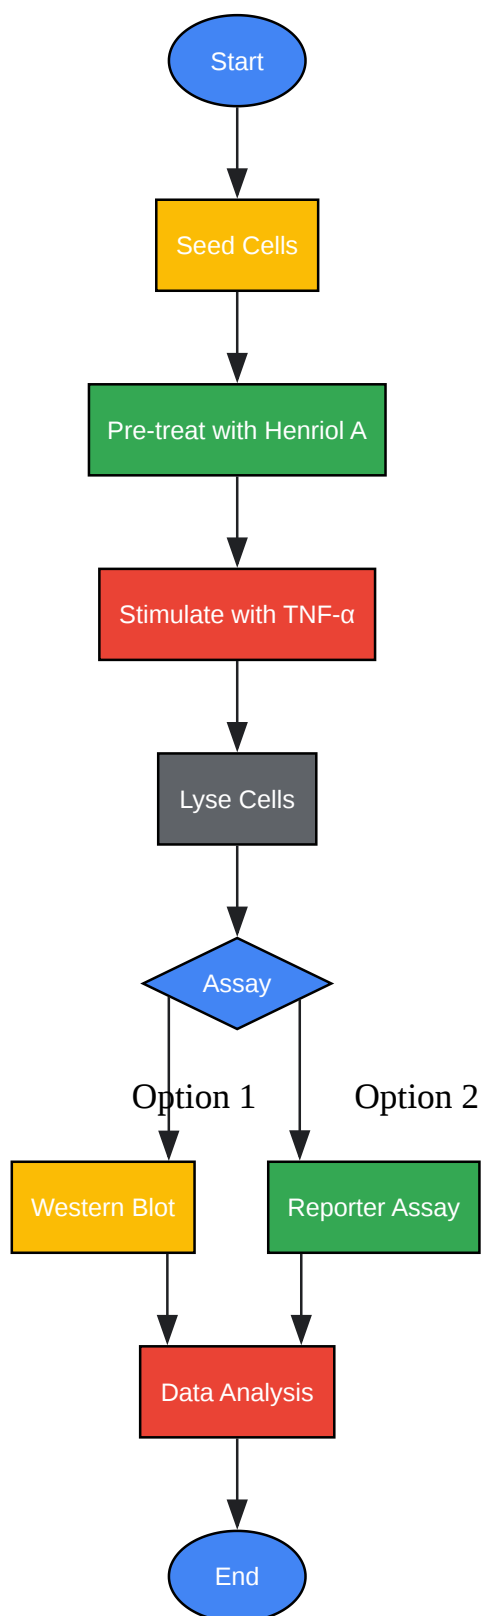 Start
Seed Cells
Pre-treat with Henriol A
Stimulate with TNF-α
Lyse Cells
Assay
Option 1
Option 2
Western Blot
Reporter Assay
Data Analysis
End